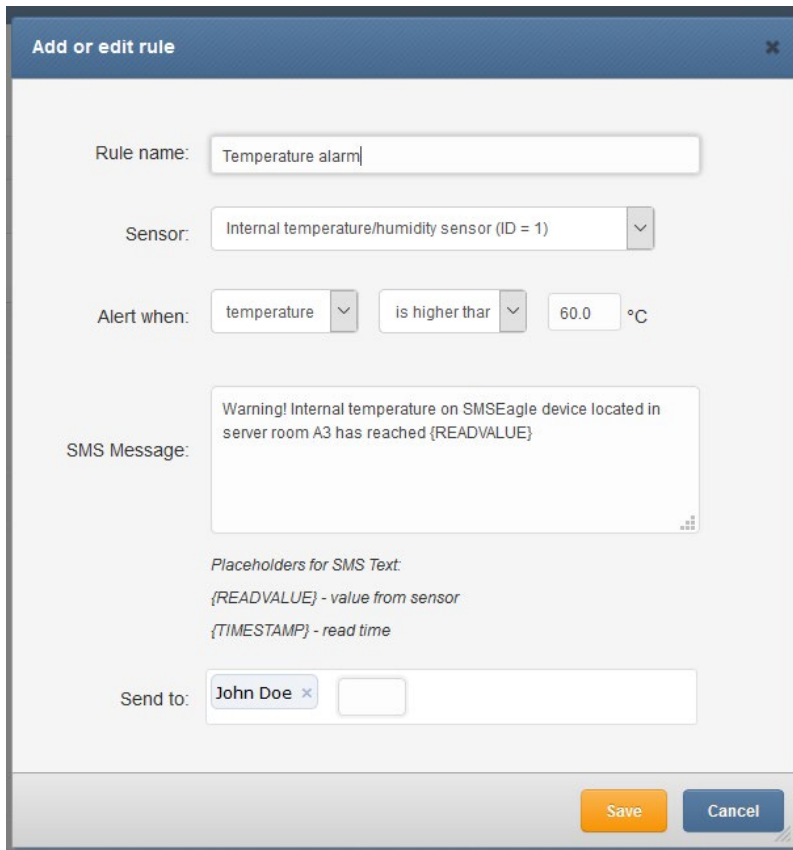 Add or edit rule
Rule name: Temperature alarm
Sensor: Internal temperature/humidity sensor (ID = 1)
Alert when: temperature is higher thar 60.0 °C
SMS Message: Warning! Internal temperature on SMSEagle device located in
server room A3 has reached {READVALUE}
Placeholders for SMS Text:
{READVALUE} - value from sensor
{TIMESTAMP} - read time
Send to: John Doe ×
Save Cancel